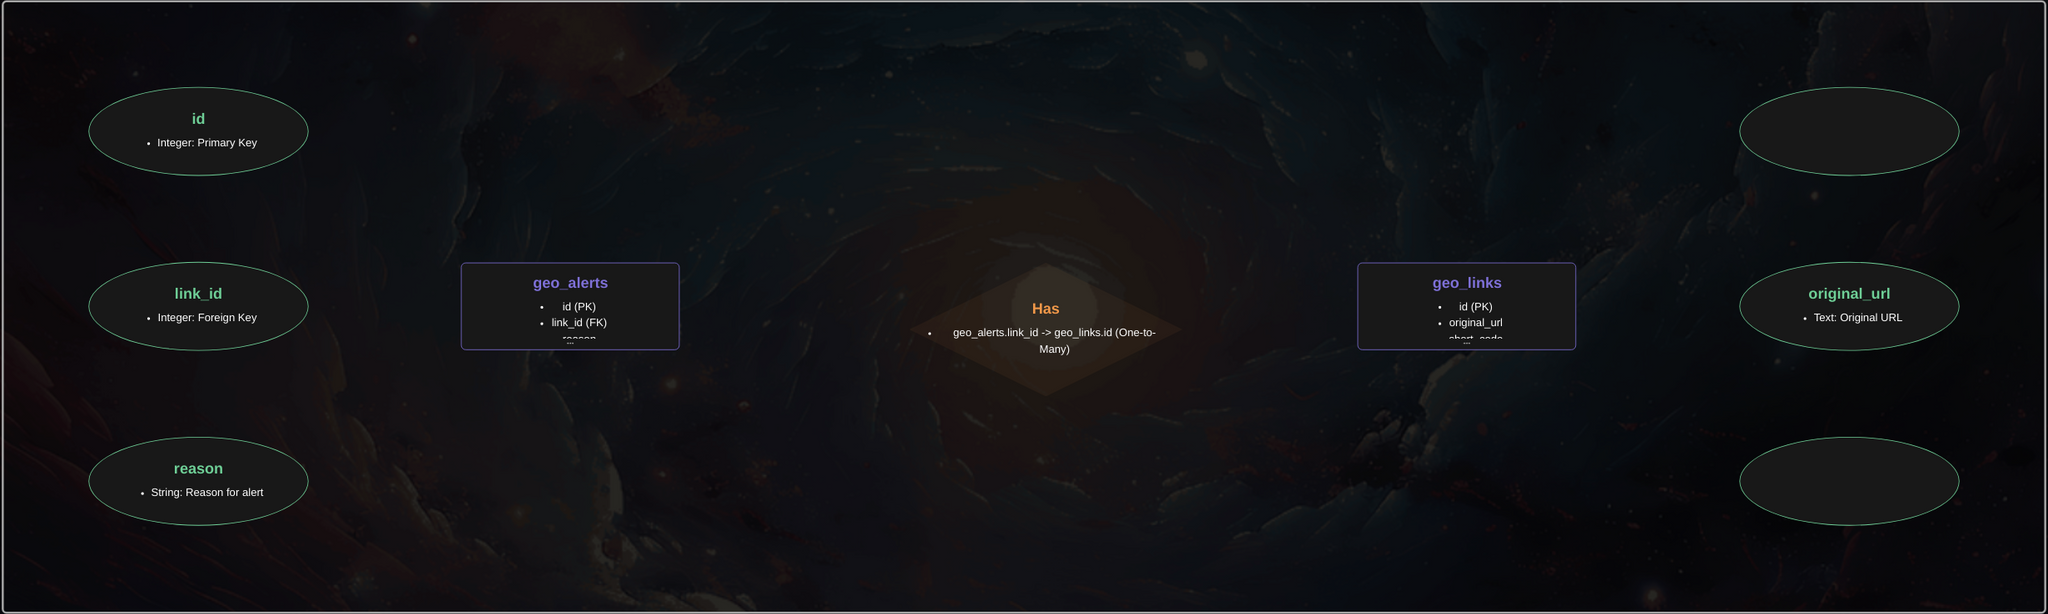 id
• Integer: Primary Key
link_id
• Integer: Foreign Key
reason
• String: Reason for alert
geo_alerts
• id (PK)
• link_id (FK)
...
Has
• geo_alerts.link_id -> geo_links.id (One-to-
Many)
geo_links
• id (PK)
• original_url
...
original_url
• Text: Original URL